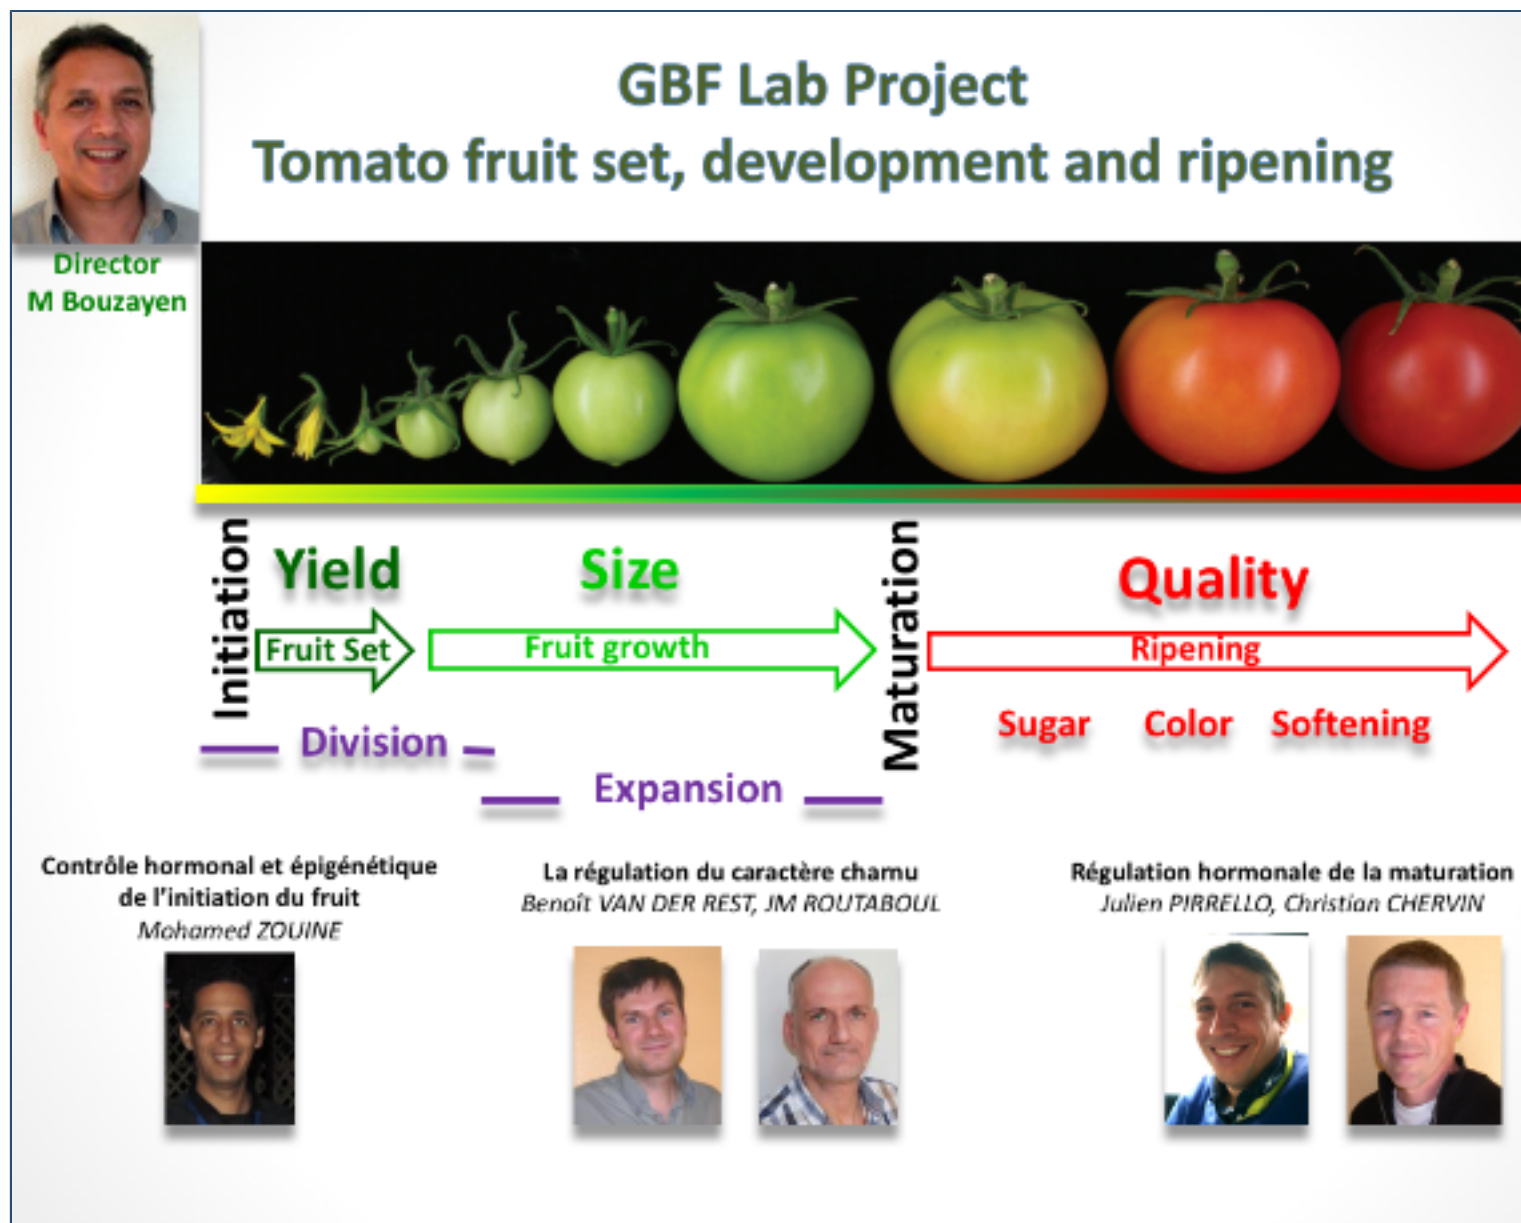 GBF Lab Project
Tomato fruit set, development and ripening
Director
M Bouzayen
Initiation
Yield
Fruit Set
Size
Fruit growth
Maturation
Quality
Ripening
Sugar Color Softening
Division
Expansion
Contrôle hormonal et épigénétique
de l'initiation du fruit
Mohamed ZOUINE
La régulation du caractère charnu
Benoît VAN DER REST, JM ROUTABOUL
Régulation hormonale de la maturation
Julien PIRRELLO, Christian CHERVIN